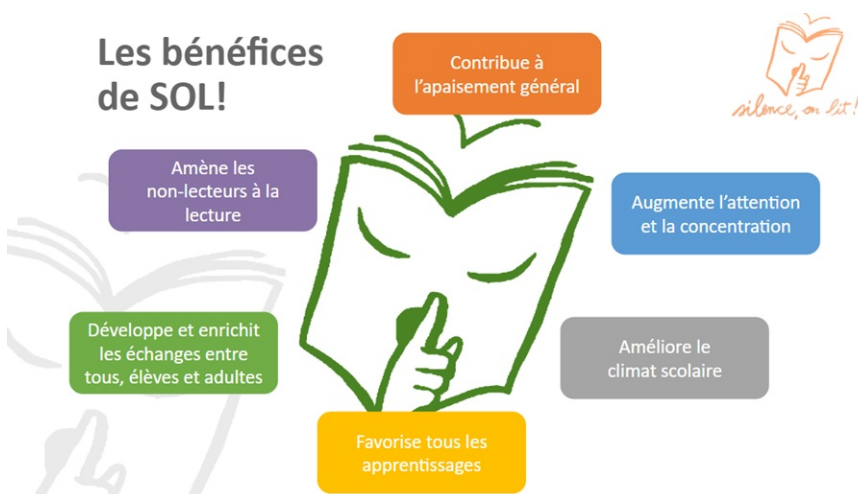 Les bénéfices
de SOL!
Contribue à
l'apaisement général
silence, on lit!
Amène les
non-lecteurs à la
lecture
Augmente l'attention
et la concentration
Développe et enrichit
les échanges entre
tous, élèves et adultes
Améliore le
climat scolaire
Favorise tous les
apprentissages